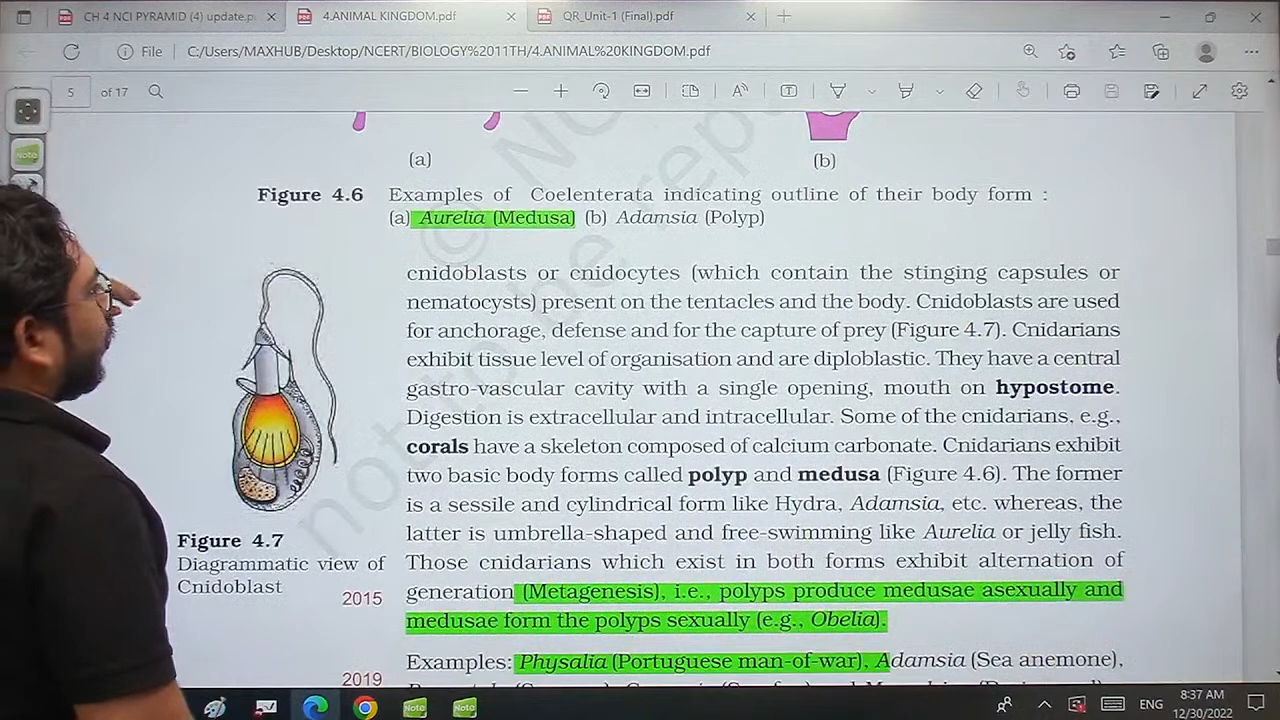 CH 4 NCI PYRAMID (4) update.p
4.ANIMAL KINGDOM.pdf
QR_Unit-1 (Final).pdf
File
C:/Users/MAXHUB/Desktop/NCERT/BIOLOGY%2011TH/4.ANIMAL%20KINGDOM.pdf
5 of 17
(a)
(b)
Figure 4.6 Examples of Coelenterata indicating outline of their body form :
(a) Aurelia (Medusa) (b) Adamsia (Polyp)
cnidoblasts or cnidocytes (which contain the stinging capsules or
nematocysts) present on the tentacles and the body. Cnidoblasts are used
for anchorage, defense and for the capture of prey (Figure 4.7). Cnidarians
exhibit tissue level of organisation and are diploblastic. They have a central
gastro-vascular cavity with a single opening, mouth on hypostome.
Digestion is extracellular and intracellular. Some of the cnidarians, e.g.,
corals have a skeleton composed of calcium carbonate. Cnidarians exhibit
two basic body forms called polyp and medusa (Figure 4.6). The former
is a sessile and cylindrical form like Hydra, Adamsia, etc. whereas, the
latter is umbrella-shaped and free-swimming like Aurelia or jelly fish.
Those cnidarians which exist in both forms exhibit alternation of
generation (Metagenesis), i.e., polyps produce medusae asexually and
medusae form the polyps sexually (e.g., Obelia).
Examples: Physalia (Portuguese man-of-war), Adamsia (Sea anemone),
Figure 4.7
Diagrammatic view of
Cnidoblast
2015
2019
© NC
not to be rep
Note
Note
Note
ENG
8:37 AM
12/30/2022